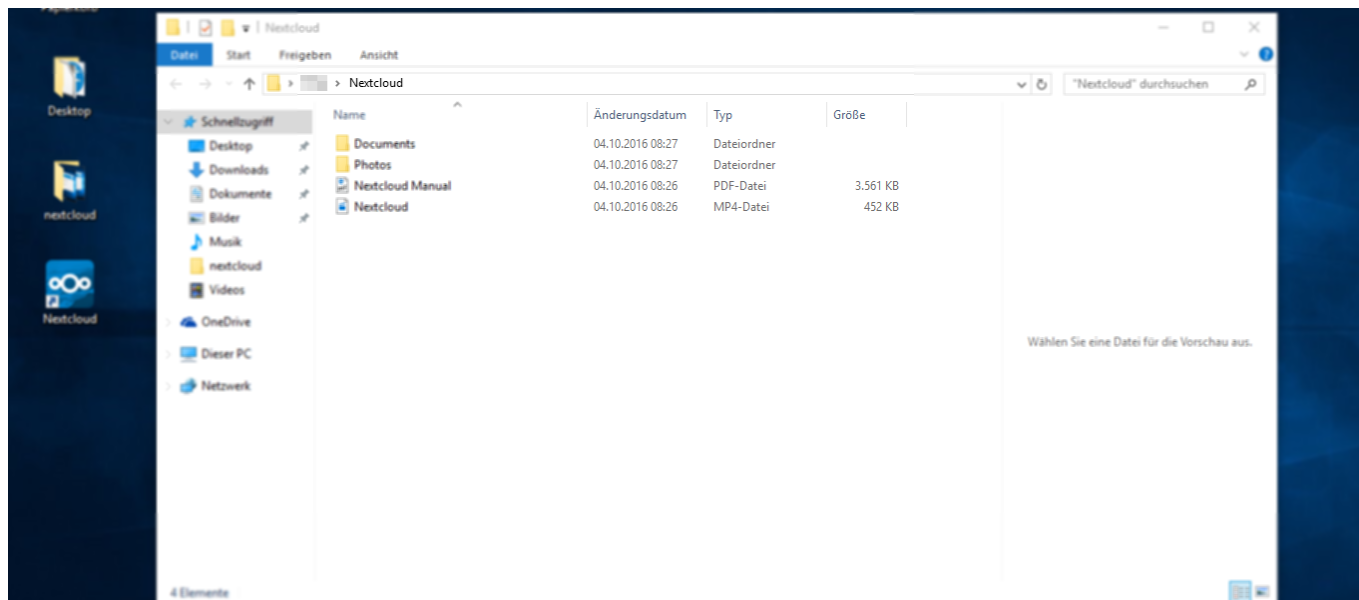 Papierkorb
Desktop
nextcloud
Nextcloud
Nextcloud
Datei Start Freigeben Ansicht
Nextcloud
"Nextcloud" durchsuchen
Schnellzugriff
Desktop
Downloads
Dokumente
Bilder
Musik
nextcloud
Videos
OneDrive
Dieser PC
Netzwerk
Name Änderungsdatum Typ Größe
Documents 04.10.2016 08:27 Dateiordner
Photos 04.10.2016 08:27 Dateiordner
Nextcloud Manual 04.10.2016 08:26 PDF-Datei 3.561 KB
Nextcloud 04.10.2016 08:26 MP4-Datei 452 KB
Wählen Sie eine Datei für die Vorschau aus.
4 Elemente